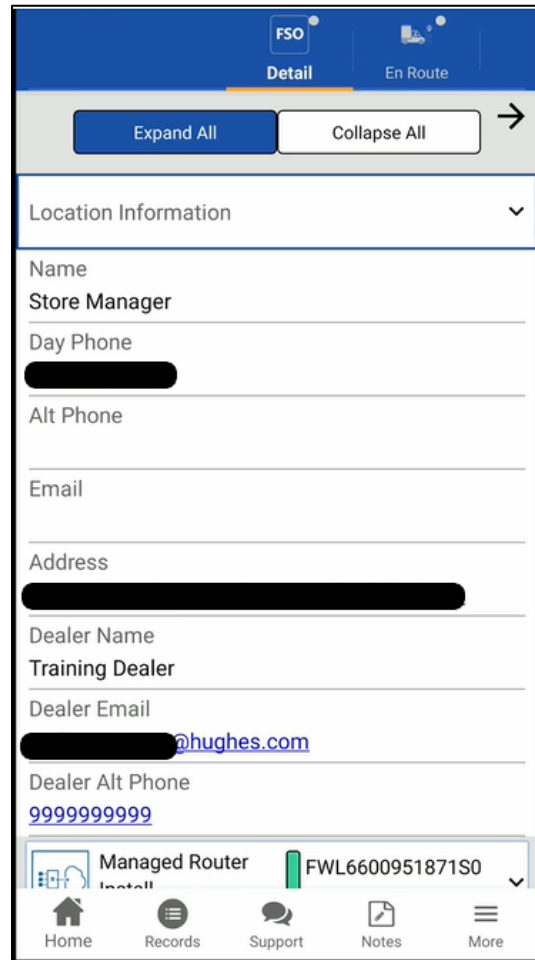 FSO
Detail
En Route
Expand All
Collapse All
Location Information
Name
Store Manager
Day Phone
Alt Phone
Email
Address
Dealer Name
Training Dealer
Dealer Email
@hughes.com
Dealer Alt Phone
9999999999
Managed Router
FWL6600951871S0
Install
Home
Records
Support
Notes
More